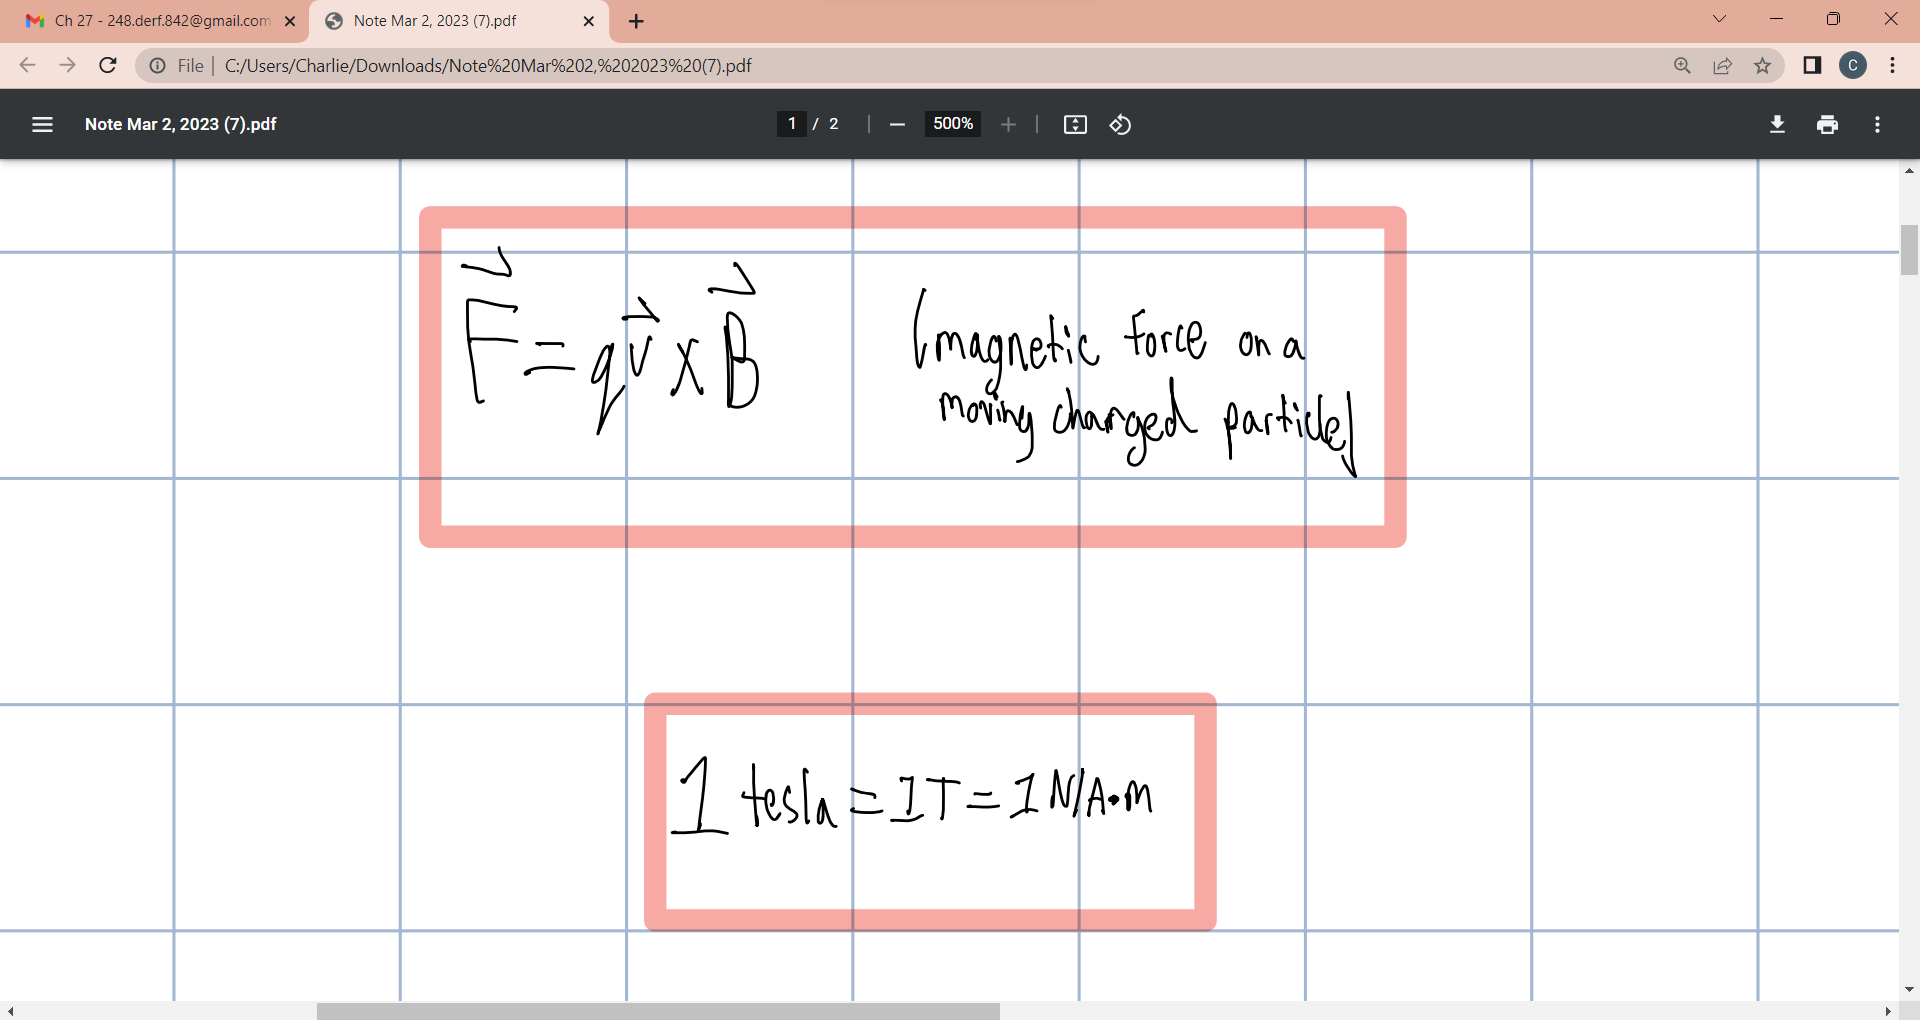 Ch 27 - 248.derf.842@gmail.com
Note Mar 2, 2023 (7).pdf
File | C:/Users/Charlie/Downloads/Note%20Mar%202,%202023%20(7).pdf
C
Note Mar 2, 2023 (7).pdf
1 / 2
500%
F⃗ = qv⃗ x B⃗
(magnetic force on a
moving charged particle)
1 tesla = 1T = 1 N/A•m